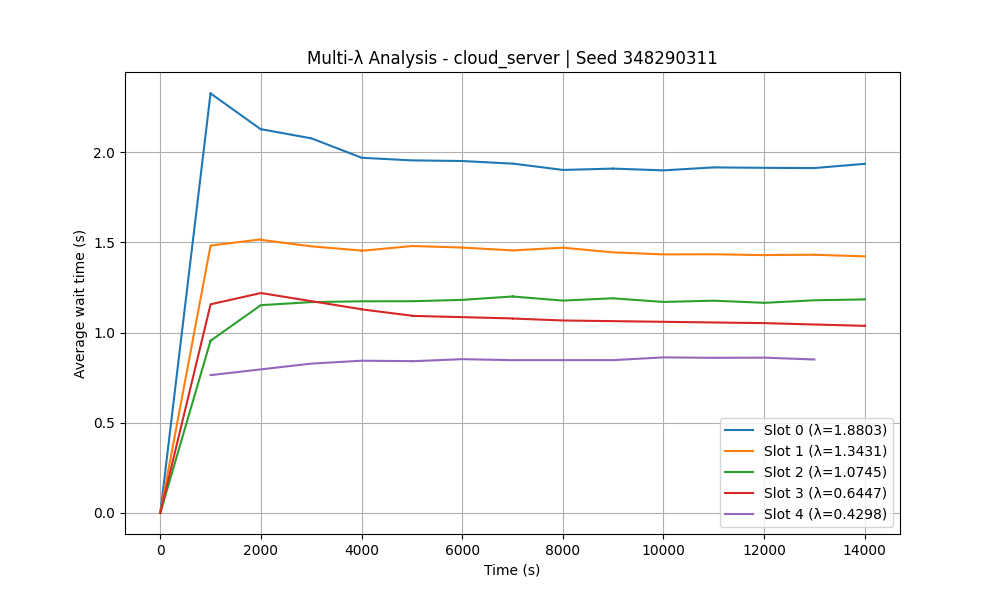 Multi-λ Analysis - cloud_server | Seed 348290311
Average wait time (s)
2.0
1.5
1.0
0.5
0.0
0 2000 4000 6000 8000 10000 12000 14000
Time (s)
Slot 0 (λ=1.8803)
Slot 1 (λ=1.3431)
Slot 2 (λ=1.0745)
Slot 3 (λ=0.6447)
Slot 4 (λ=0.4298)